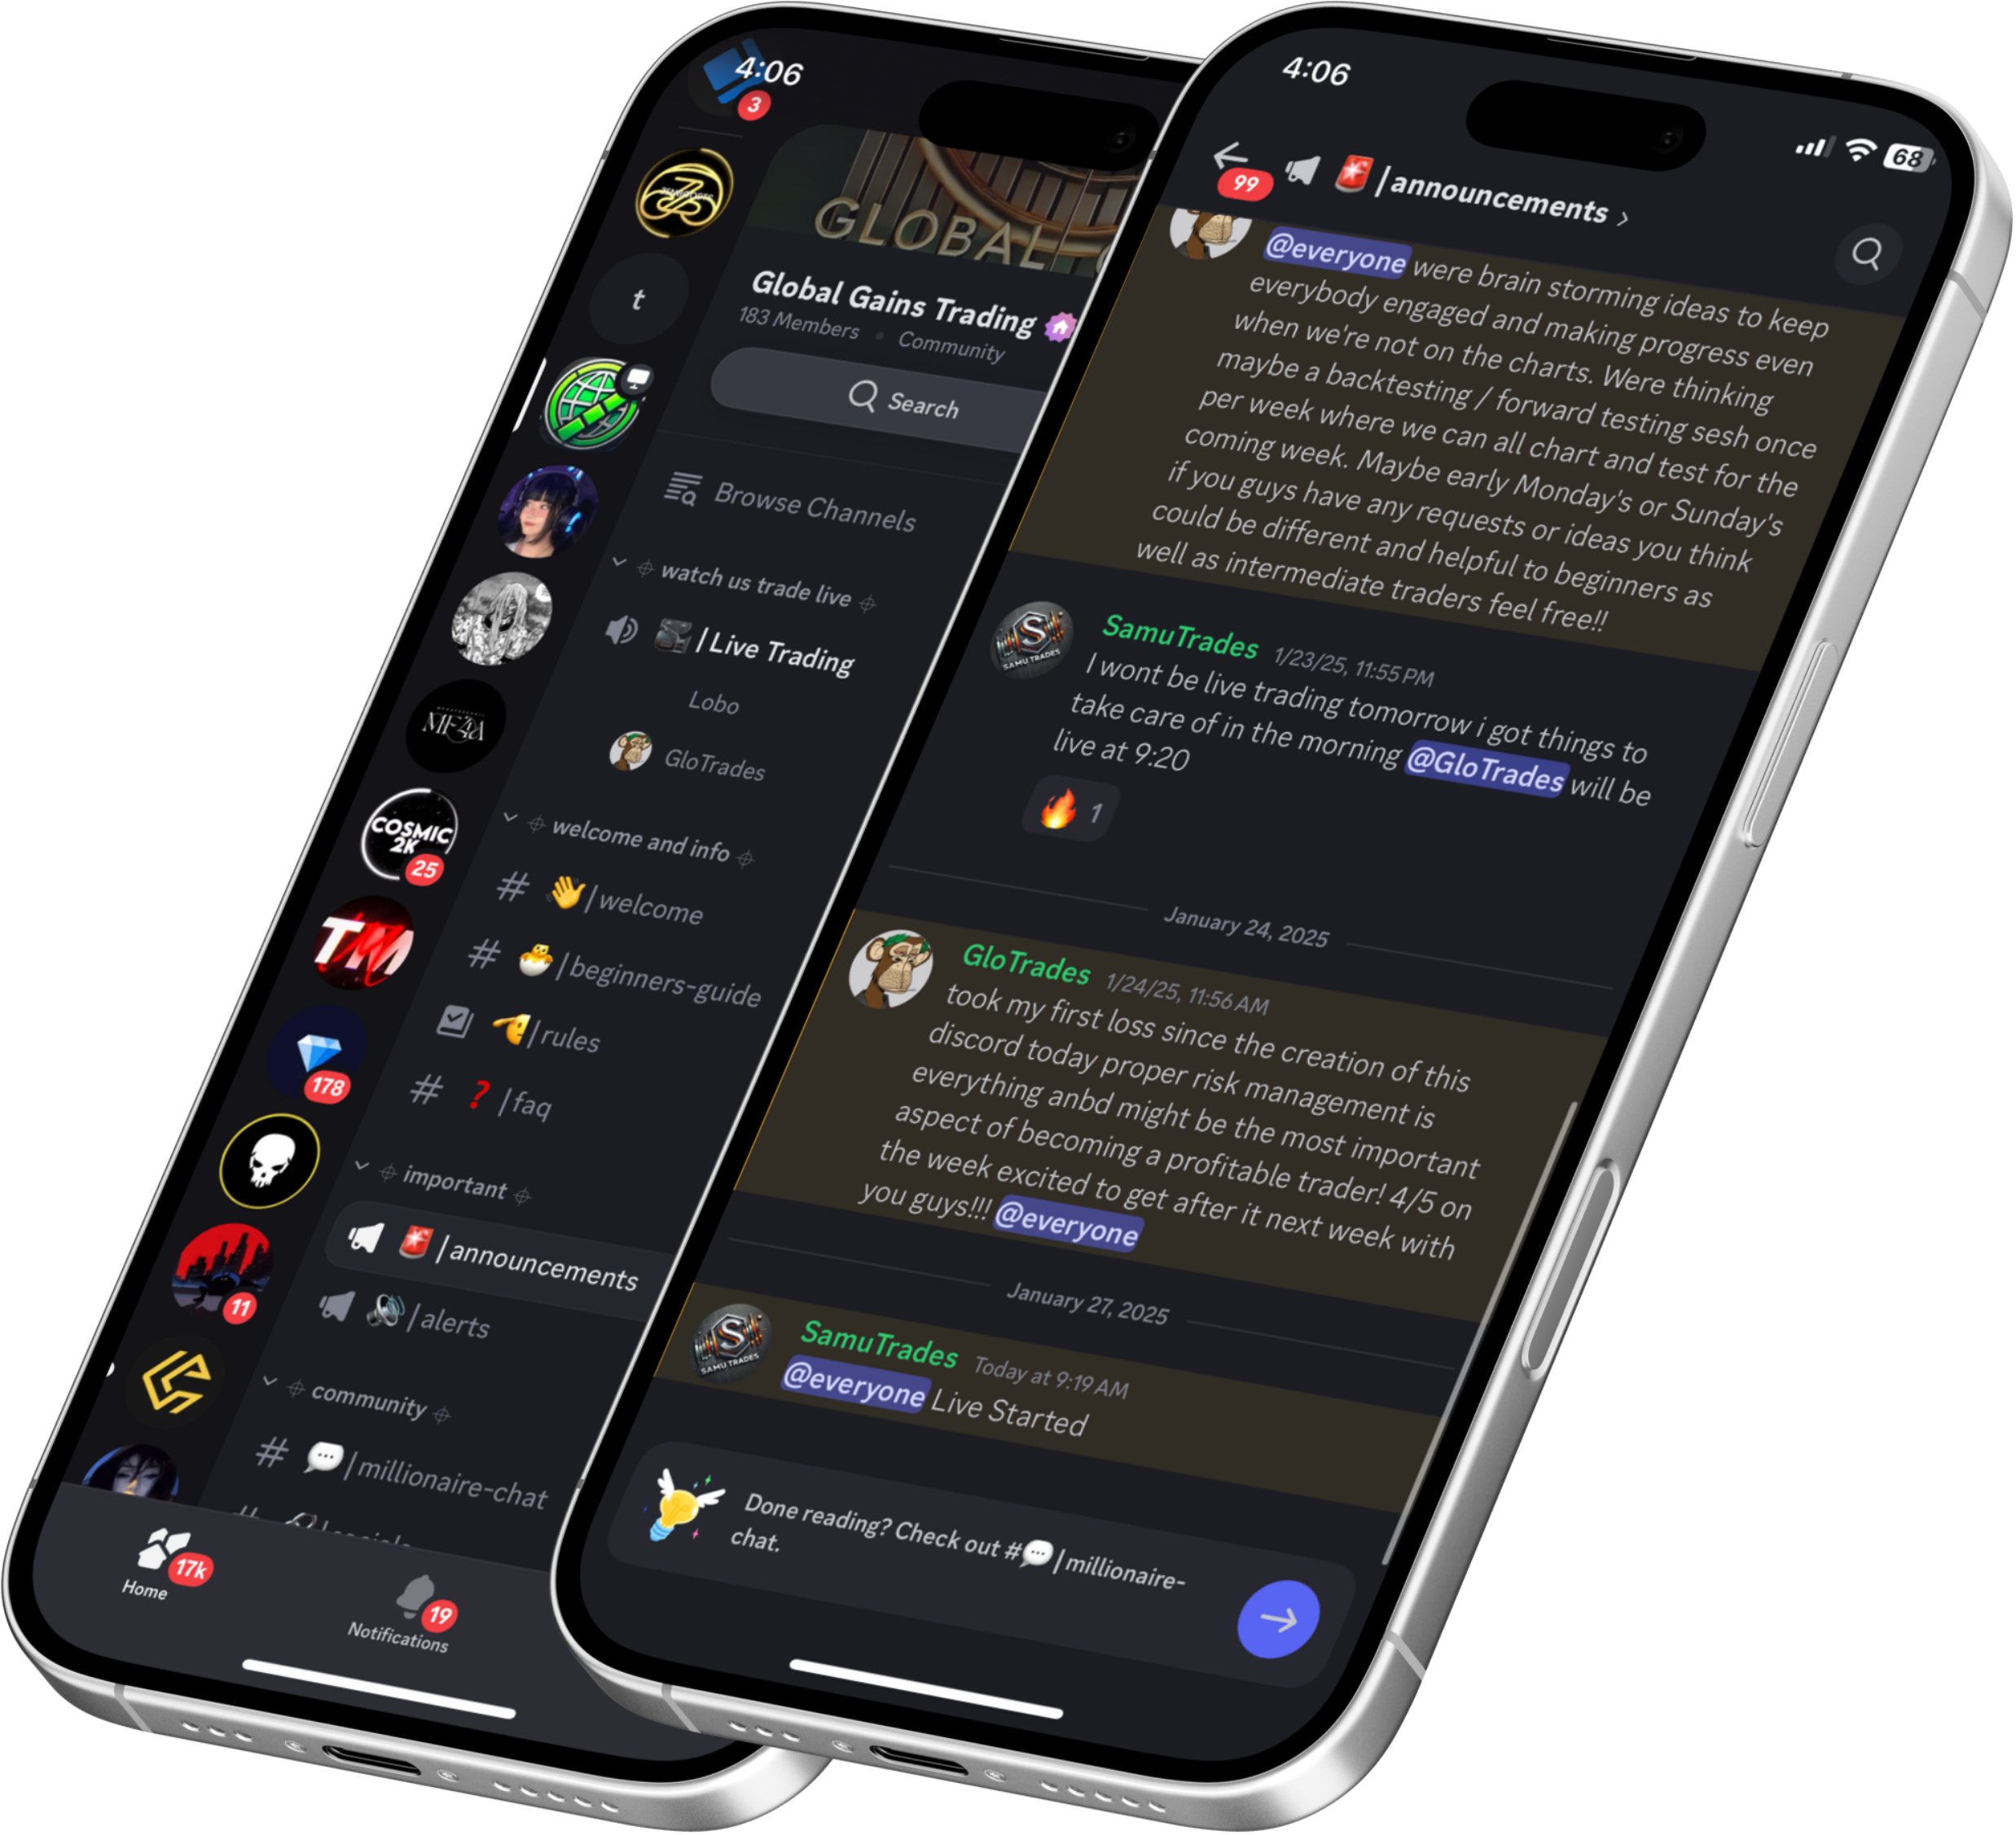 4:06
3
GLOBAL
t
Global Gains Trading
183 Members • Community
Search
Browse Channels
watch us trade live
| Live Trading
Lobo
GloTrades
welcome and info
# 👋 | welcome
# 🐣 | beginners-guide
| rules
# ❓ | faq
important
🚨 | announcements
🔊 | alerts
community
# 💬 | millionaire-chat
COSMIC
2K
25
TM
178
11
17k
Home
19
Notifications
4:06
68
99
🚨 | announcements ›
@everyone were brain storming ideas to keep
everybody engaged and making progress even
when we're not on the charts. Were thinking
maybe a backtesting / forward testing sesh once
per week where we can all chart and test for the
coming week. Maybe early Monday's or Sunday's
if you guys have any requests or ideas you think
could be different and helpful to beginners as
well as intermediate traders feel free!!
S
SAMU TRADES
SamuTrades 1/23/25, 11:55 PM
I wont be live trading tomorrow i got things to
take care of in the morning @GloTrades will be
live at 9:20
🔥 1
January 24, 2025
GloTrades 1/24/25, 11:56 AM
took my first loss since the creation of this
discord today proper risk management is
everything anbd might be the most important
aspect of becoming a profitable trader! 4/5 on
the week excited to get after it next week with
you guys!!! @everyone
January 27, 2025
S
SAMU TRADES
SamuTrades Today at 9:19 AM
@everyone Live Started
Done reading? Check out #💬 | millionaire-
chat.